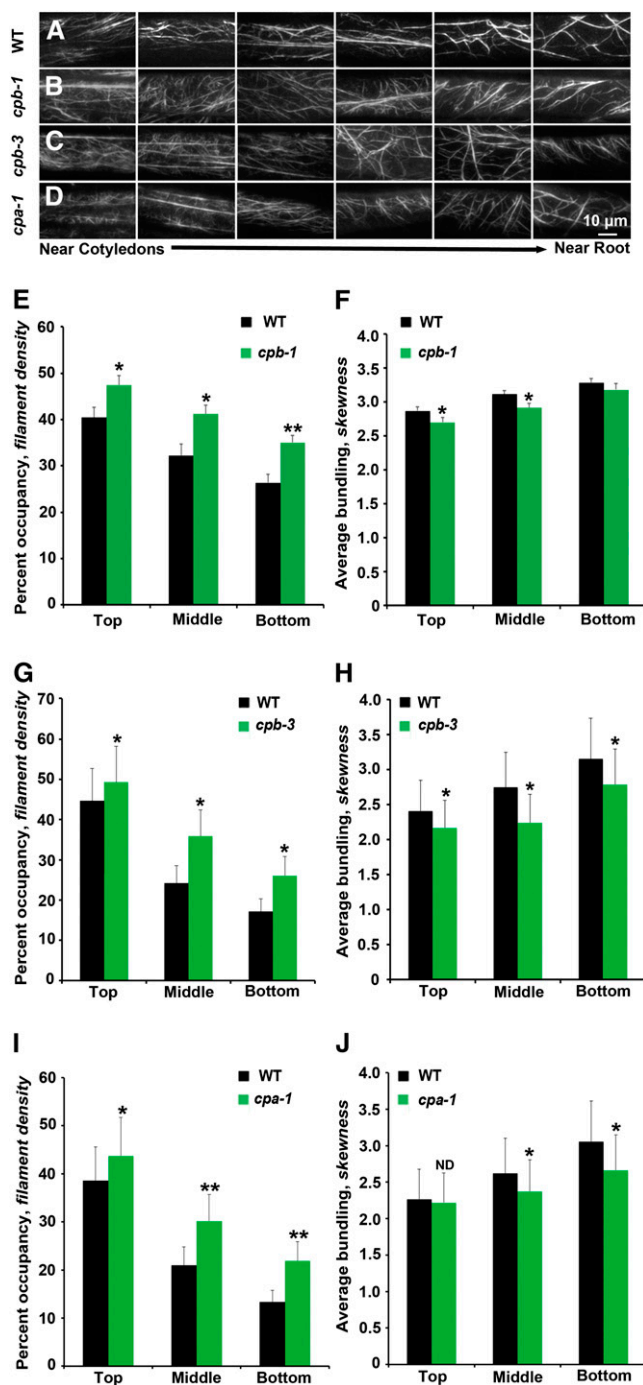 WT A
cpb-1 B
cpb-3 C
cpa-1 D
10 µm
Near Cotyledons Near Root
E
WT
cpb-1
Percent occupancy, filament density
60
50
40
30
20
10
0
*
*
**
Top Middle Bottom
F
WT
cpb-1
Average bundling, skewness
4.0
3.5
3.0
2.5
2.0
1.5
1.0
0.5
0
*
*
Top Middle Bottom
G
WT
cpb-3
Percent occupancy, filament density
70
60
50
40
30
20
10
*
*
*
Top Middle Bottom
H
WT
cpb-3
Average bundling, skewness
4.0
3.5
3.0
2.5
2.0
1.5
1.0
0.5
0
*
*
*
Top Middle Bottom
I
WT
cpa-1
Percent occupancy, filament density
60
50
40
30
20
10
*
**
**
Top Middle Bottom
J
WT
cpa-1
Average bundling, skewness
4.0
3.5
3.0
2.5
2.0
1.5
1.0
0.5
0
ND
*
*
Top Middle Bottom